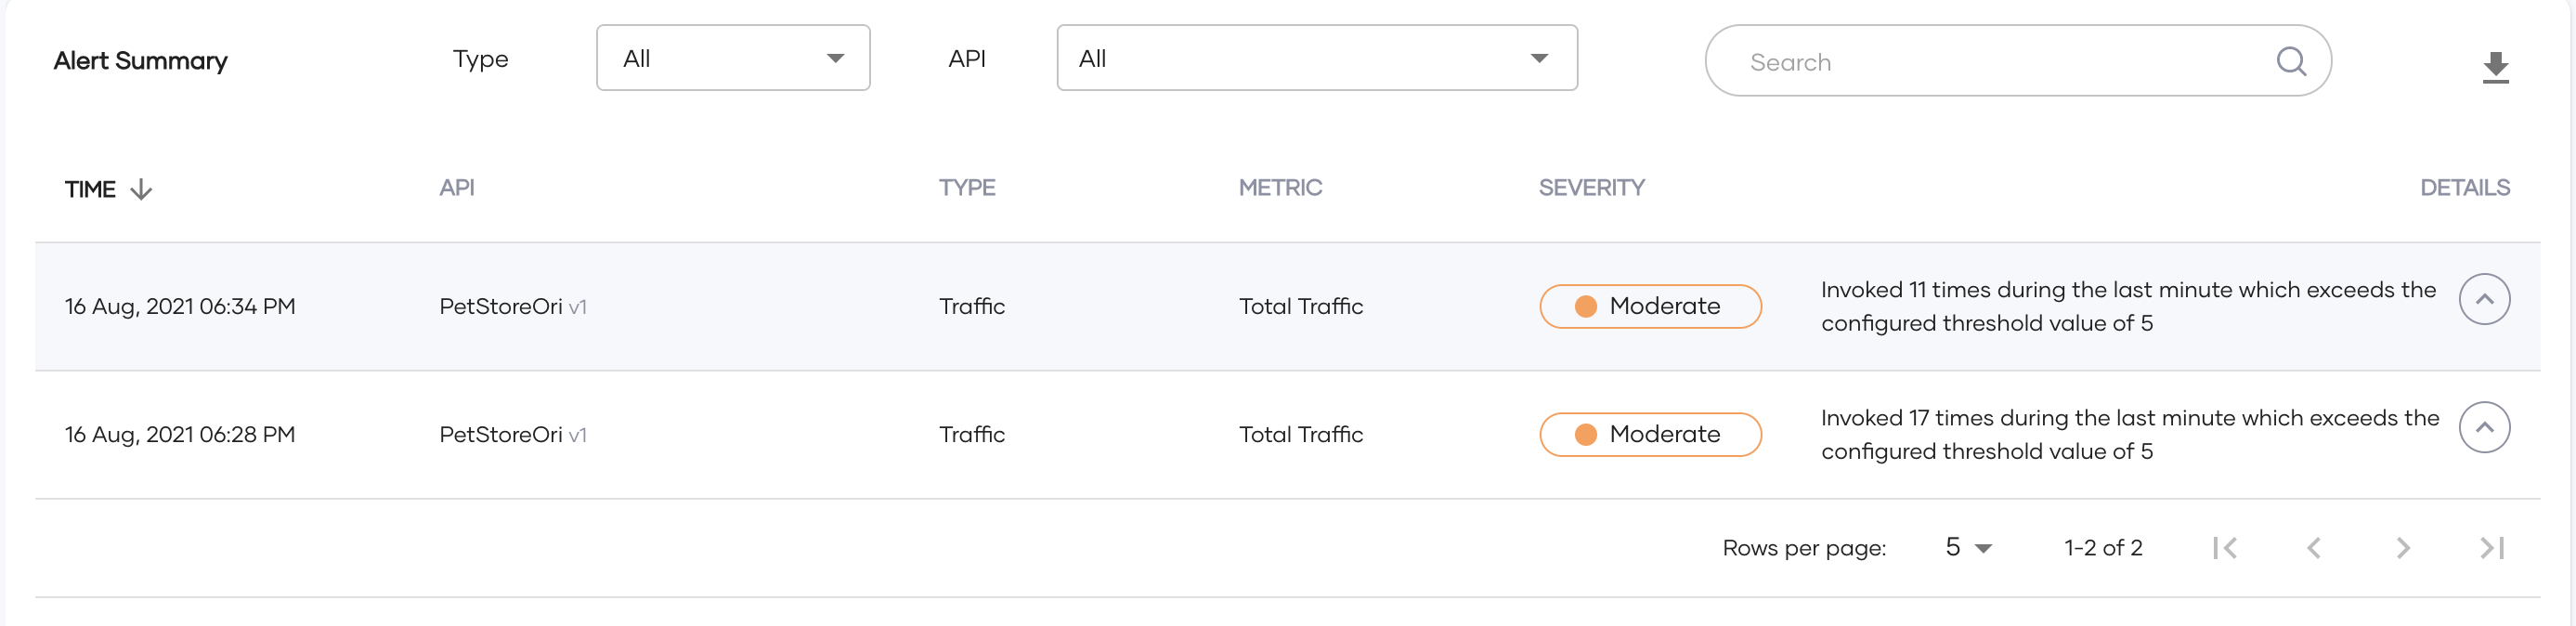 Alert Summary Type All API All Search
TIME API TYPE METRIC SEVERITY DETAILS
16 Aug, 2021 06:34 PM PetStoreOri v1 Traffic Total Traffic Moderate Invoked 11 times during the last minute which exceeds the
configured threshold value of 5
16 Aug, 2021 06:28 PM PetStoreOri v1 Traffic Total Traffic Moderate Invoked 17 times during the last minute which exceeds the
configured threshold value of 5
Rows per page: 5 1-2 of 2